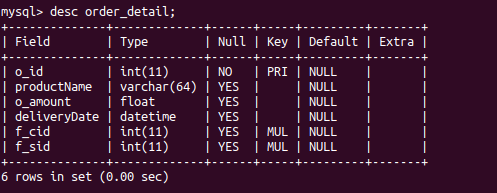 mysql> desc order_detail;
+--------------+-------------+------+-----+---------+-------+
| Field        | Type        | Null | Key | Default | Extra |
+--------------+-------------+------+-----+---------+-------+
| o_id         | int(11)     | NO   | PRI | NULL    |       |
| productName  | varchar(64) | YES  |     | NULL    |       |
| o_amount     | float       | YES  |     | NULL    |       |
| deliveryDate | datetime    | YES  |     | NULL    |       |
| f_cid        | int(11)     | YES  | MUL | NULL    |       |
| f_sid        | int(11)     | YES  | MUL | NULL    |       |
+--------------+-------------+------+-----+---------+-------+
6 rows in set (0.00 sec)